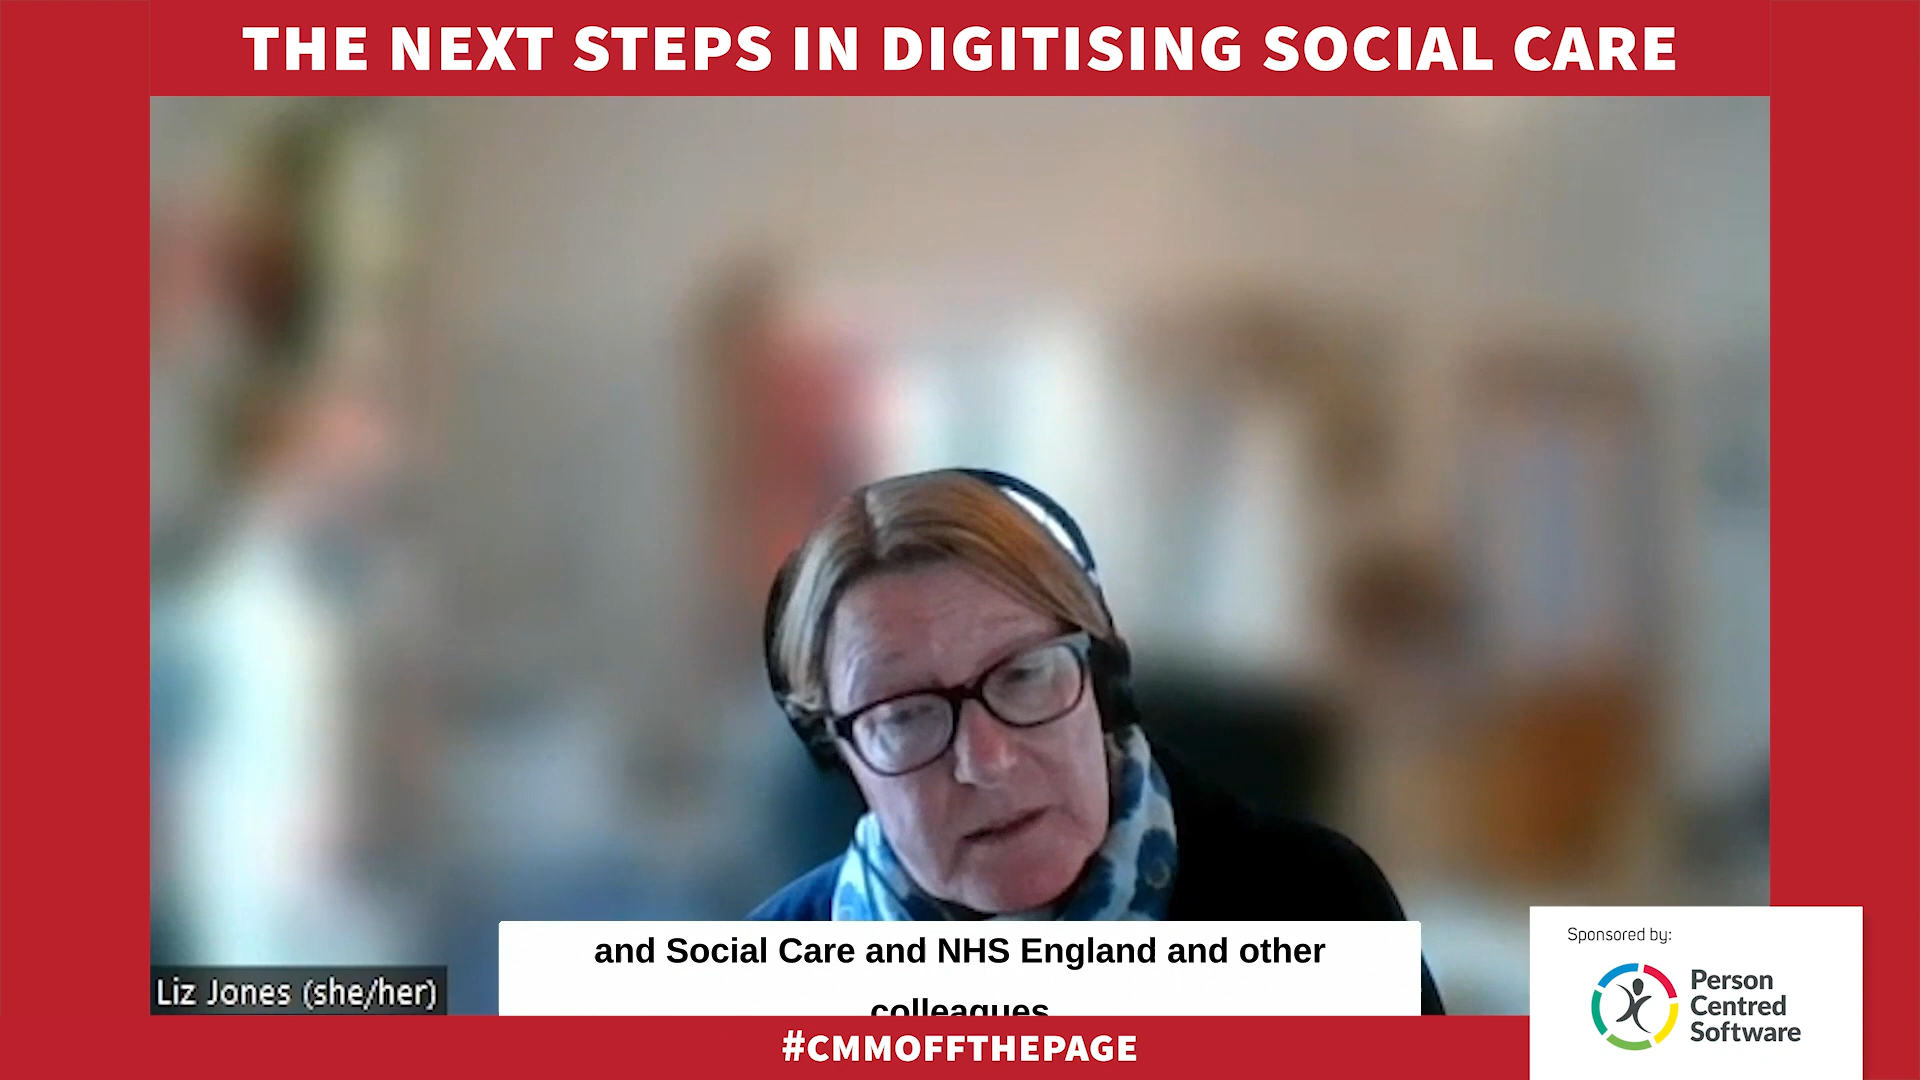 THE NEXT STEPS IN DIGITISING SOCIAL CARE
and Social Care and NHS England and other
colleagues
Liz Jones (she/her)
Sponsored by:
Person
Centred
Software
#CMMOFFTHEPAGE